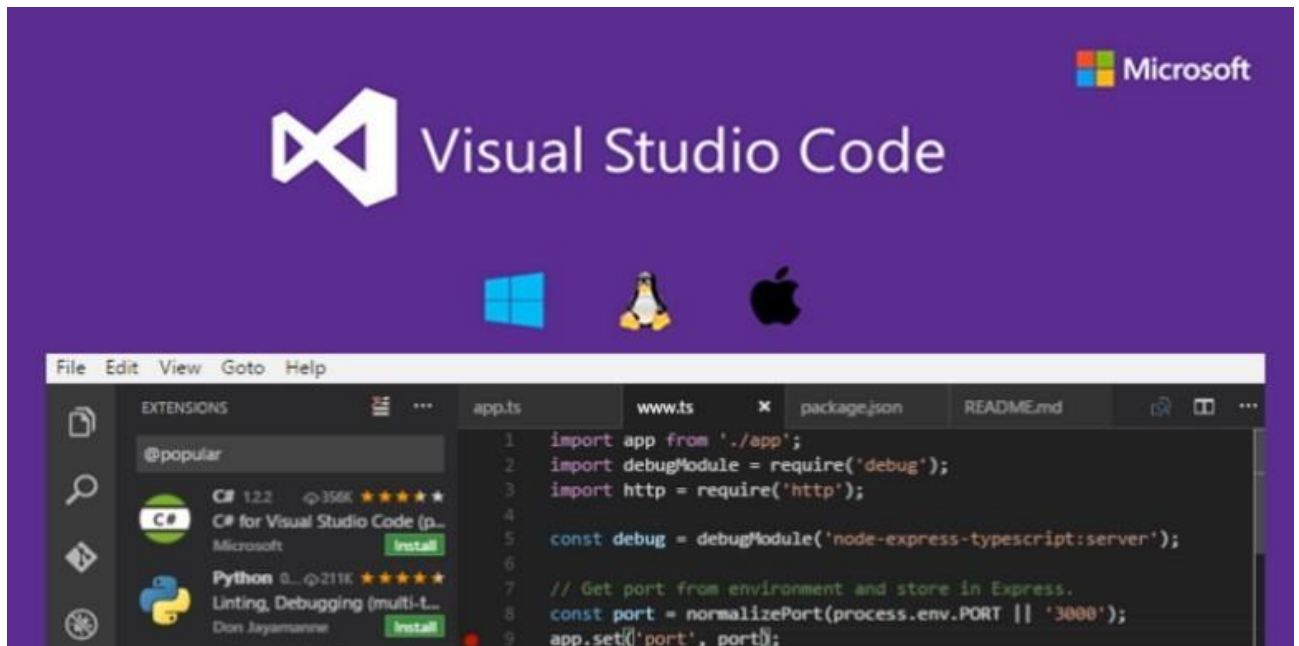 Microsoft
Visual Studio Code
File Edit View Goto Help
EXTENSIONS
@popular
C# 1.2.2 356K
C# for Visual Studio Code (p...
Microsoft Install
Python 0... 211K
Linting, Debugging (multi-t...
Don Jayamanne Install
app.ts www.ts package.json README.md
1 import app from './app';
2 import debugModule = require('debug');
3 import http = require('http');
4
5 const debug = debugModule('node-express-typescript:server');
6
7 // Get port from environment and store in Express.
8 const port = normalizePort(process.env.PORT || '3000');
9 app.set('port', port);